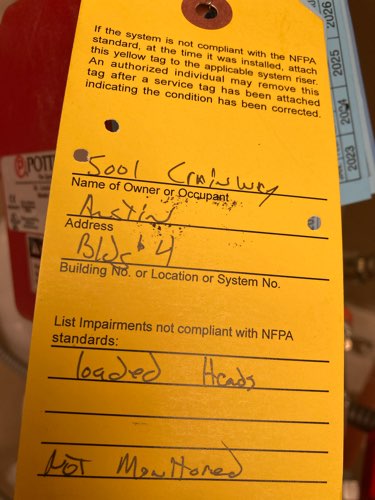 If the system is not compliant with the NFPA
standard, at the time it was installed, attach
this yellow tag to the applicable system riser.
An authorized individual may remove this
tag after a service tag has been attached
indicating the condition has been corrected.
5001
Name of Owner or Occupant
Austin
Address
Bldg # 4
Building No. or Location or System No.
List Impairments not compliant with NFPA
standards:
loaded Heads
Not Monitored
POTT
2026
2025
2024
2023